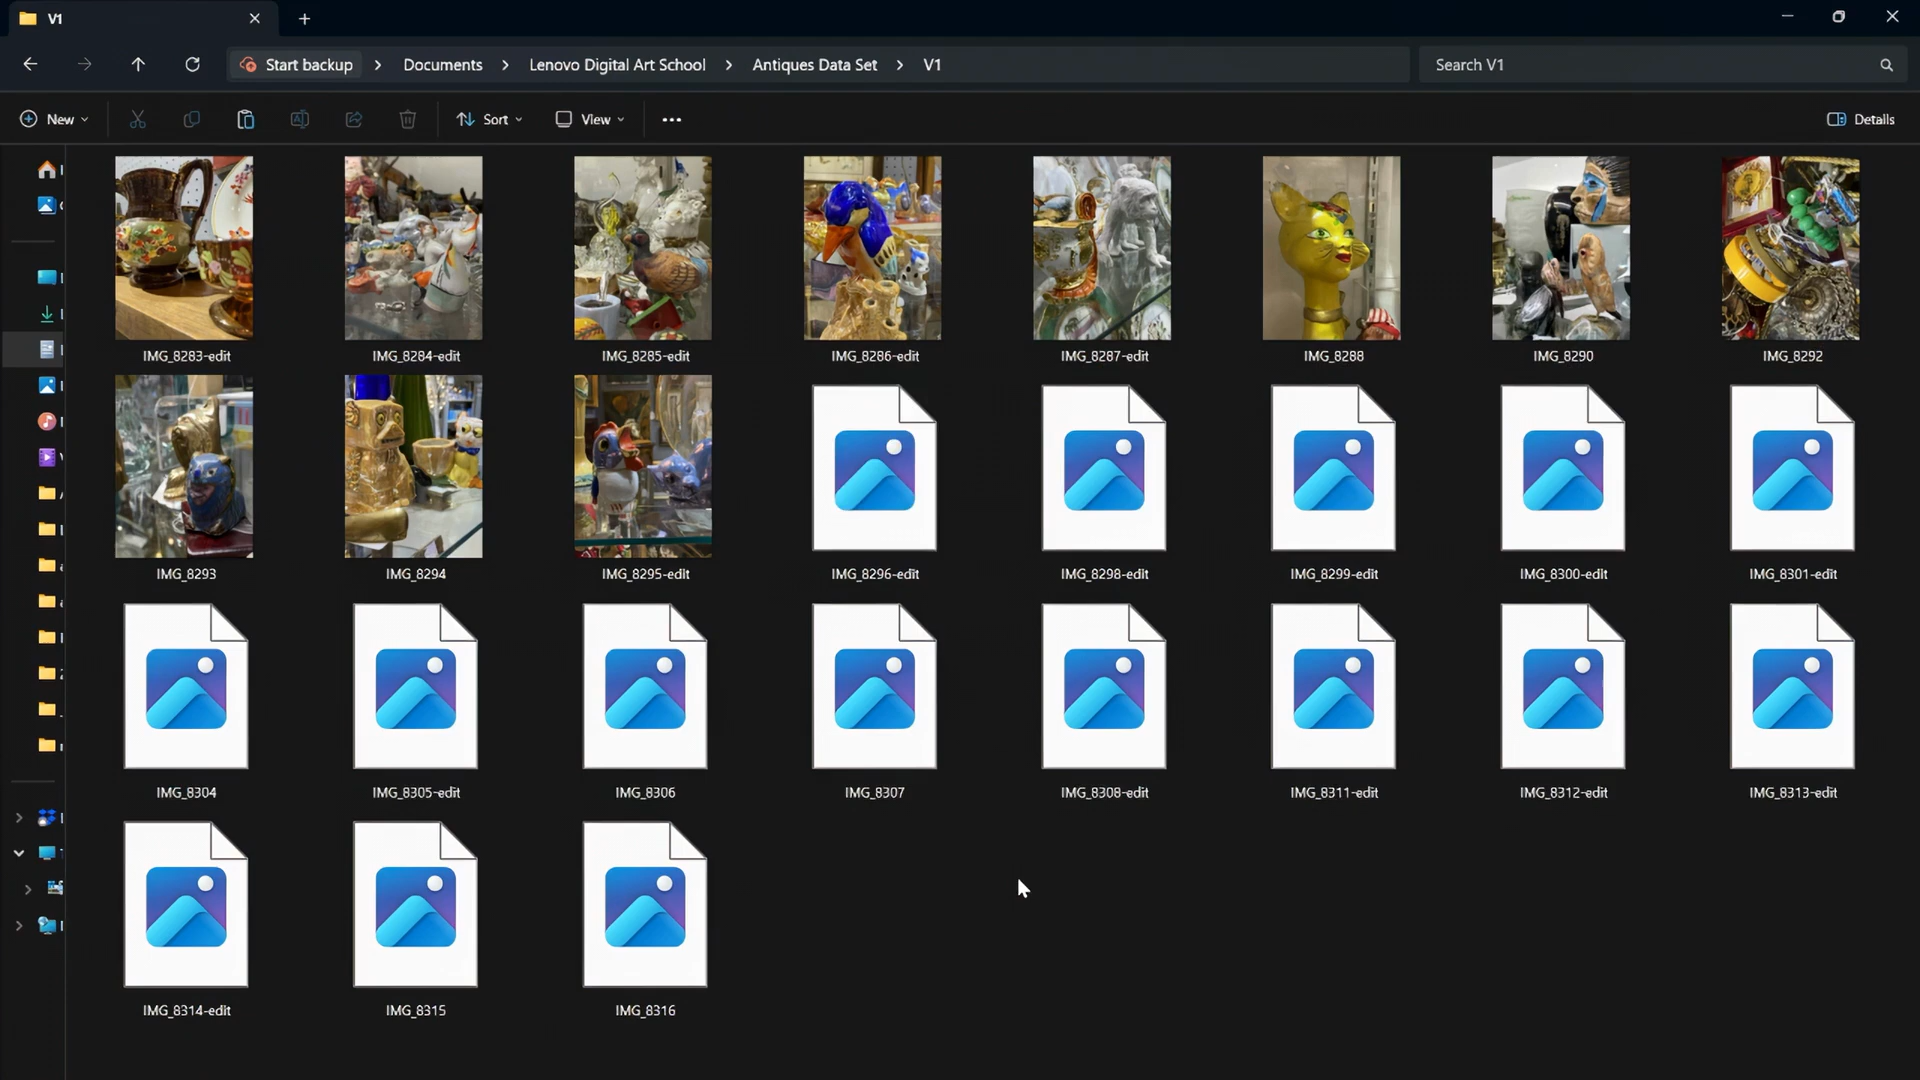 V1
Start backup > Documents > Lenovo Digital Art School > Antiques Data Set > V1
Search V1
New
Sort
View
Details
IMG_8283-edit
IMG_8284-edit
IMG_8285-edit
IMG_8286-edit
IMG_8287-edit
IMG_8288
IMG_8290
IMG_8292
IMG_8293
IMG_8294
IMG_8295-edit
IMG_8296-edit
IMG_8298-edit
IMG_8299-edit
IMG_8300-edit
IMG_8301-edit
IMG_8304
IMG_8305-edit
IMG_8306
IMG_8307
IMG_8308-edit
IMG_8311-edit
IMG_8312-edit
IMG_8313-edit
IMG_8314-edit
IMG_8315
IMG_8316